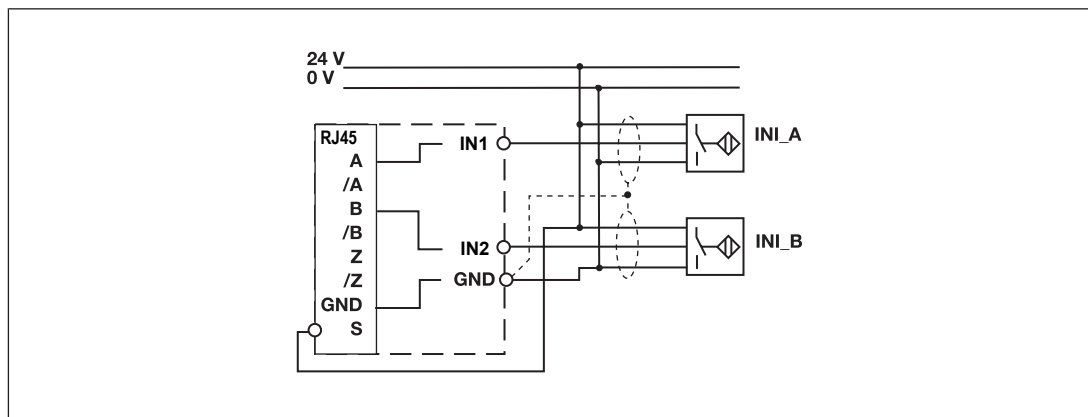 24 V
0 V
RJ45
A
/A
B
/B
Z
/Z
GND
S
IN1
IN2
GND
INI_A
INI_B